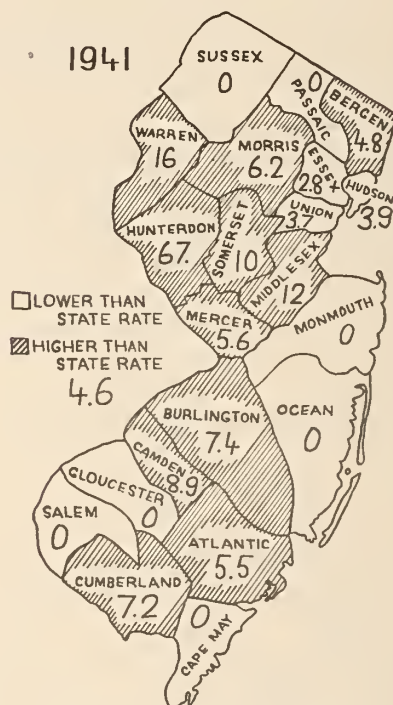 1941
SUSSEX
0
0
PASSAIC
BERGEN
4.8
WARREN
16
MORRIS
6.2
ESSEX
2.8
HUDSON
3.9
UNION
3.7
HUNTERDON
67.
SOMERSET
10
MIDDLESEX
12
MERCER
5.6
MONMOUTH
0
LOWER THAN
STATE RATE
HIGHER THAN
STATE RATE
4.6
BURLINGTON
7.4
OCEAN
0
CAMDEN
8.9
GLOUCESTER
0
SALEM
0
ATLANTIC
5.5
CUMBERLAND
7.2
0
CAPE MAY